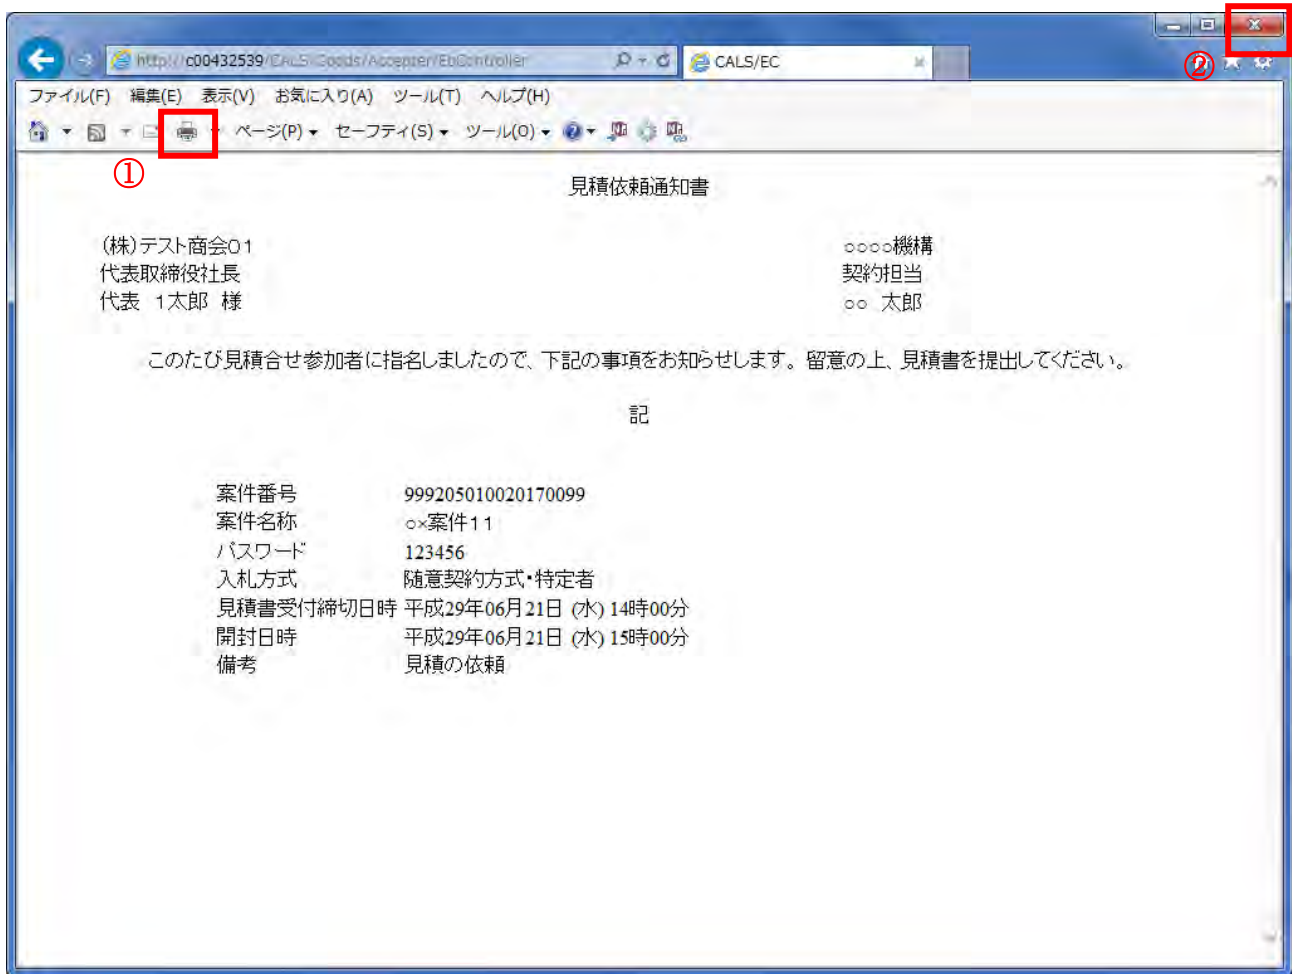 ②
http://c00432539/CALS/Goods/Accepter/EbController
CALS/EC
ファイル(F) 編集(E) 表示(V) お気に入り(A) ツール(T) ヘルプ(H)
ページ(P) セーフティ(S) ツール(O)
①
見積依頼通知書
(株)テスト商会01
○○○○機構
代表取締役社長
契約担当
代表 1太郎 様
○○ 太郎
このたび見積合せ参加者に指名しましたので、下記の事項をお知らせします。留意の上、見積書を提出してください。
記
案件番号 999205010020170099
案件名称 ○×案件11
パスワード 123456
入札方式 随意契約方式・特定者
見積書受付締切日時 平成29年06月21日 (水) 14時00分
開封日時 平成29年06月21日 (水) 15時00分
備考 見積の依頼